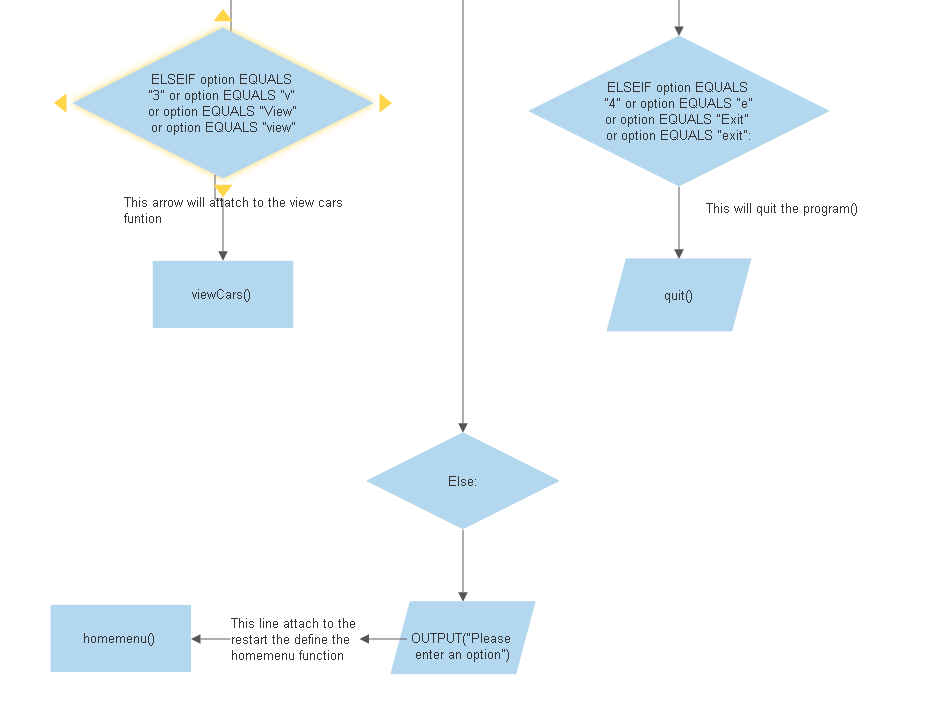 ELSEIF option EQUALS
"3" or option EQUALS "v"
or option EQUALS "View"
or option EQUALS "view"
ELSEIF option EQUALS
"4" or option EQUALS "e"
or option EQUALS "Exit"
or option EQUALS "exit":
This arrow will attatch to the view cars
funtion
This will quit the program()
viewCars()
quit()
Else:
homemenu()
This line attach to the
restart the define the
homemenu function
OUTPUT("Please
enter an option")